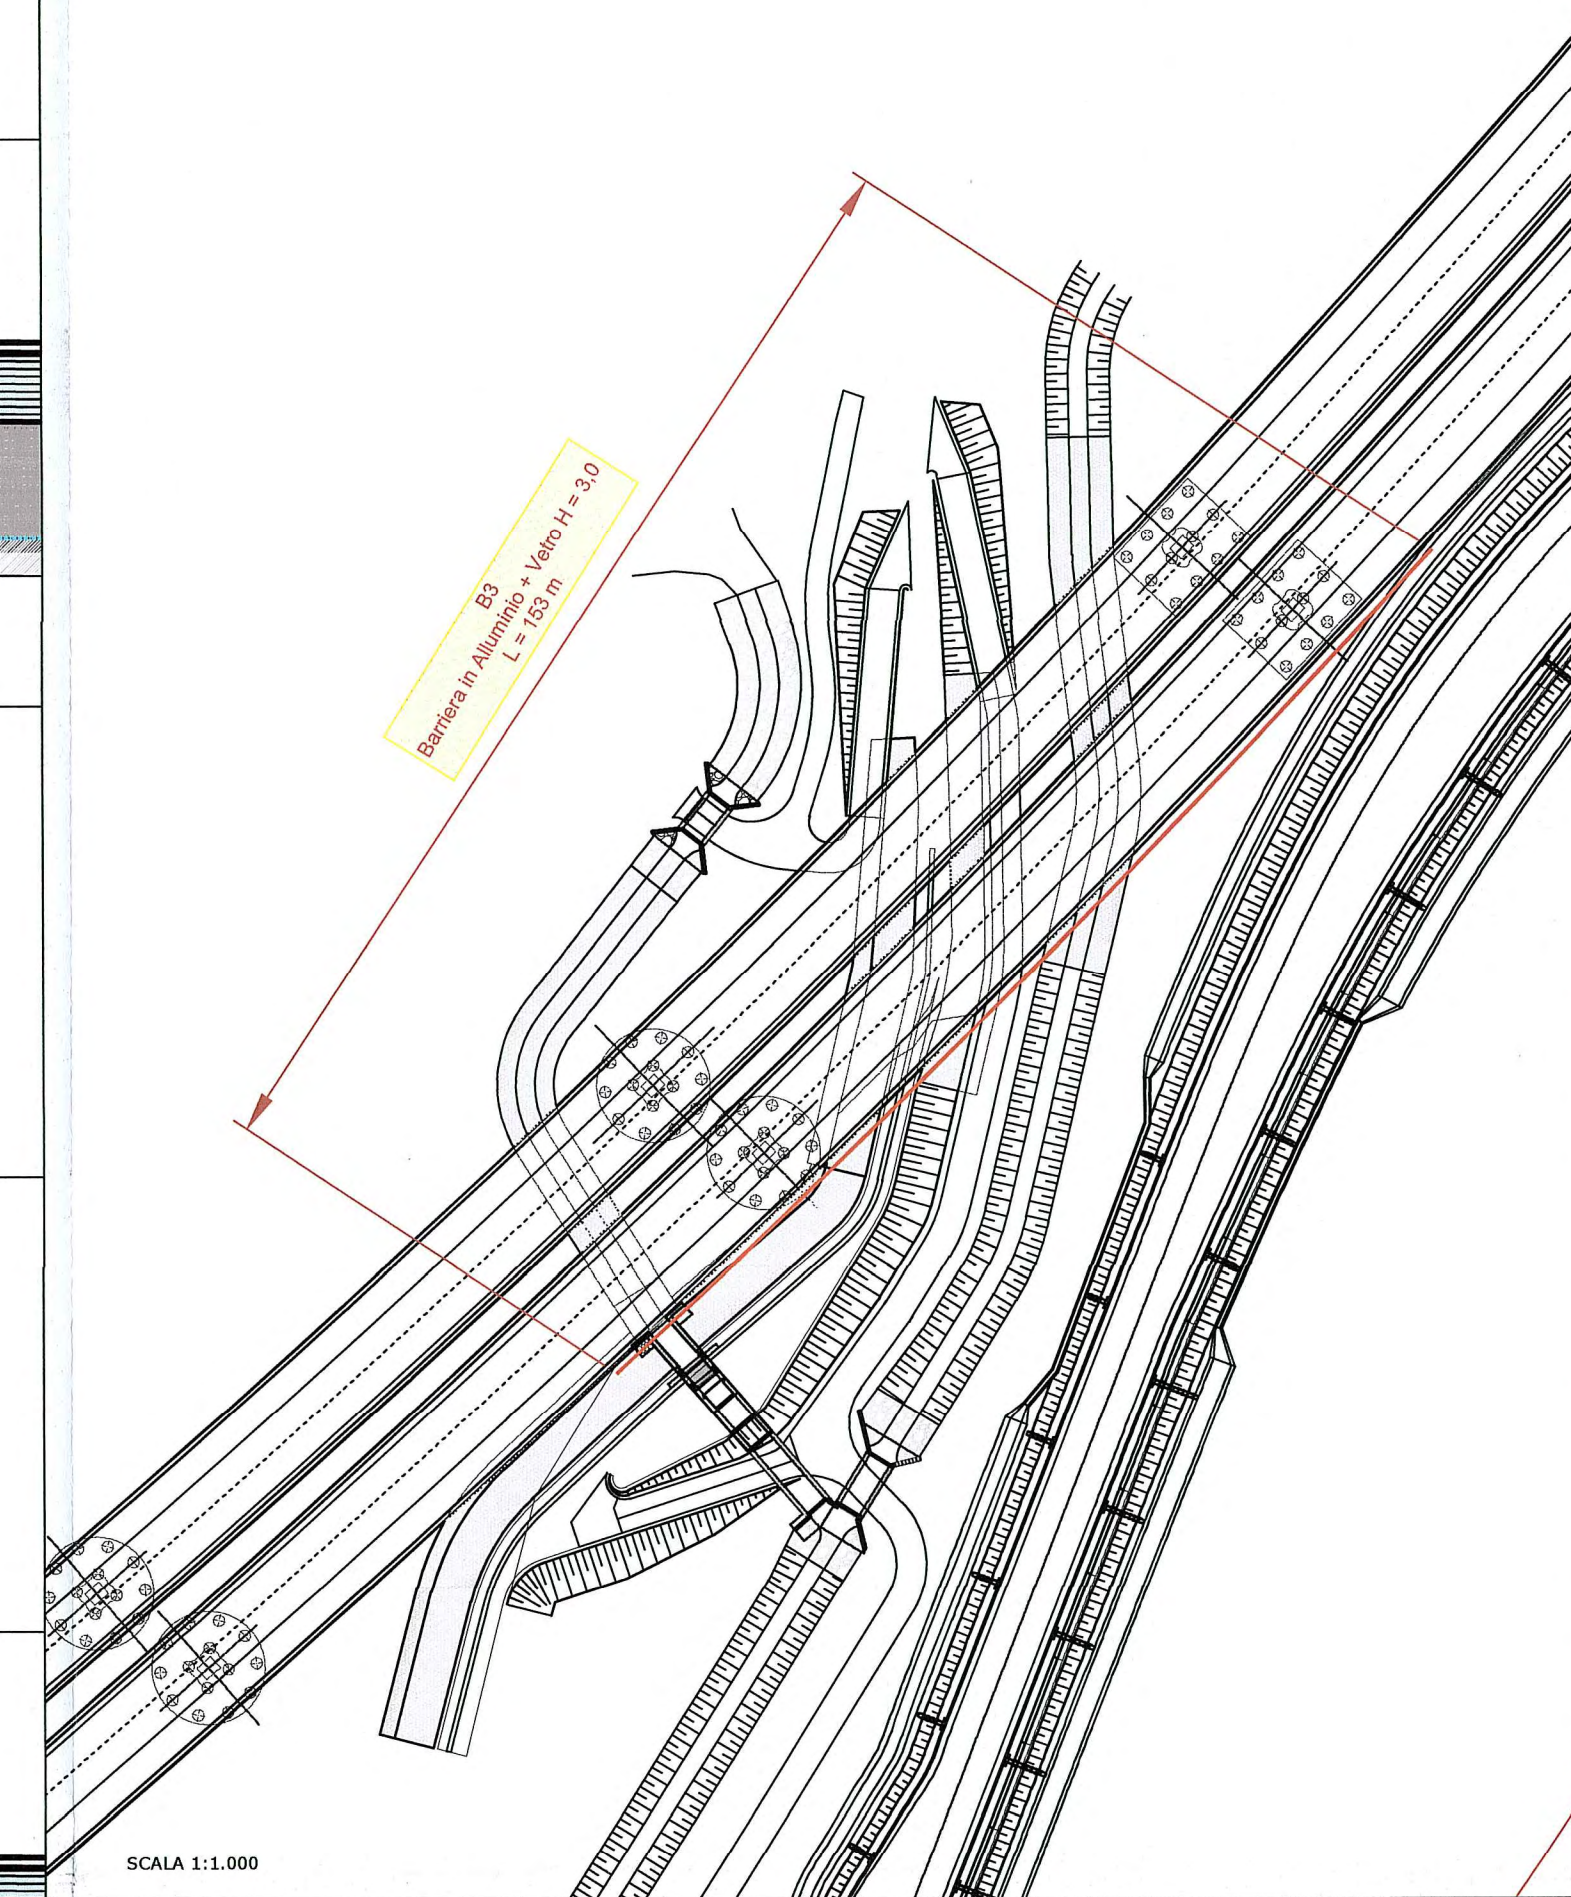 B3
Barriera in Alluminio + Vetro H = 3,0
L = 153 m
SCALA 1:1.000